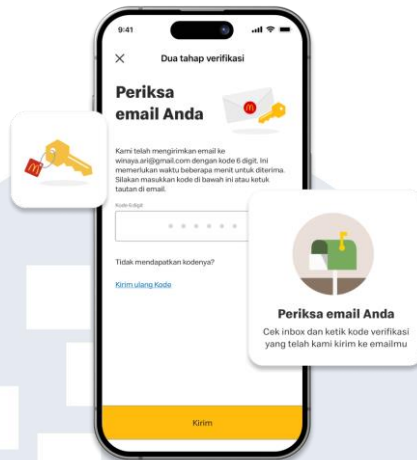 9:41
Dua tahap verifikasi
Periksa
email Anda
Kami telah mengirimkan email ke
winaya.ari@gmail.com dengan kode 6 digit. Ini
memerlukan waktu beberapa menit untuk diterima.
Silakan masukkan kode di bawah ini atau ketuk
tautan di email.
Kode 6 digit
Tidak mendapatkan kodenya?
Kirim ulang Kode
Periksa email Anda
Cek inbox dan ketik kode verifikasi
yang telah kami kirim ke emailmu
Kirim